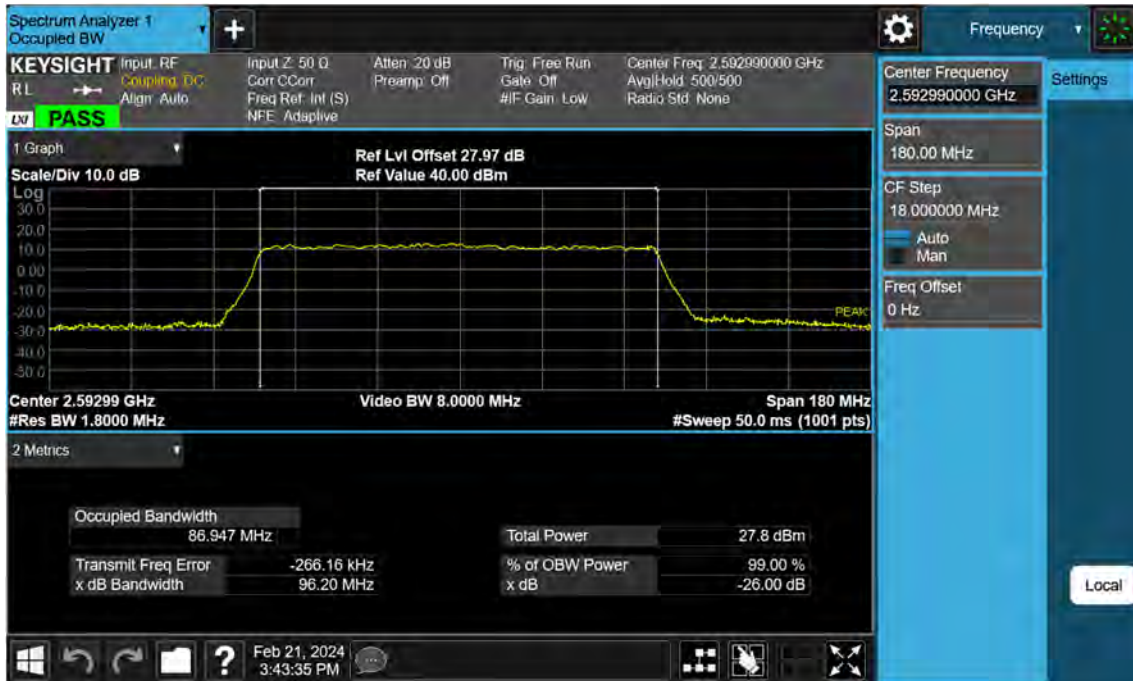 Spectrum Analyzer 1
Occupied BW
+
Frequency
KEYSIGHT
RL
LXI
PASS
Input: RF
Coupling: DC
Align: Auto
Input Z: 50 Ω
Corr CCorr
Freq Ref: Int (S)
NFE: Adaptive
Atten: 20 dB
Preamp: Off
Trig: Free Run
Gate: Off
#IF Gain: Low
Center Freq: 2.592990000 GHz
Avg|Hold: 500/500
Radio Std: None
Center Frequency
2.592990000 GHz
Settings
Span
180.00 MHz
CF Step
18.000000 MHz
Auto
Man
Freq Offset
0 Hz
Local
1 Graph
Scale/Div 10.0 dB
Ref Lvl Offset 27.97 dB
Ref Value 40.00 dBm
Log
30.0
20.0
10.0
0.00
-10.0
-20.0
-30.0
-40.0
-50.0
PEAK
Center 2.59299 GHz
Video BW 8.0000 MHz
Span 180 MHz
#Res BW 1.8000 MHz
#Sweep 50.0 ms (1001 pts)
2 Metrics
Occupied Bandwidth
86.947 MHz
Total Power 27.8 dBm
Transmit Freq Error -266.16 kHz
% of OBW Power 99.00 %
x dB Bandwidth 96.20 MHz
x dB -26.00 dB
?
Feb 21, 2024
3:43:35 PM